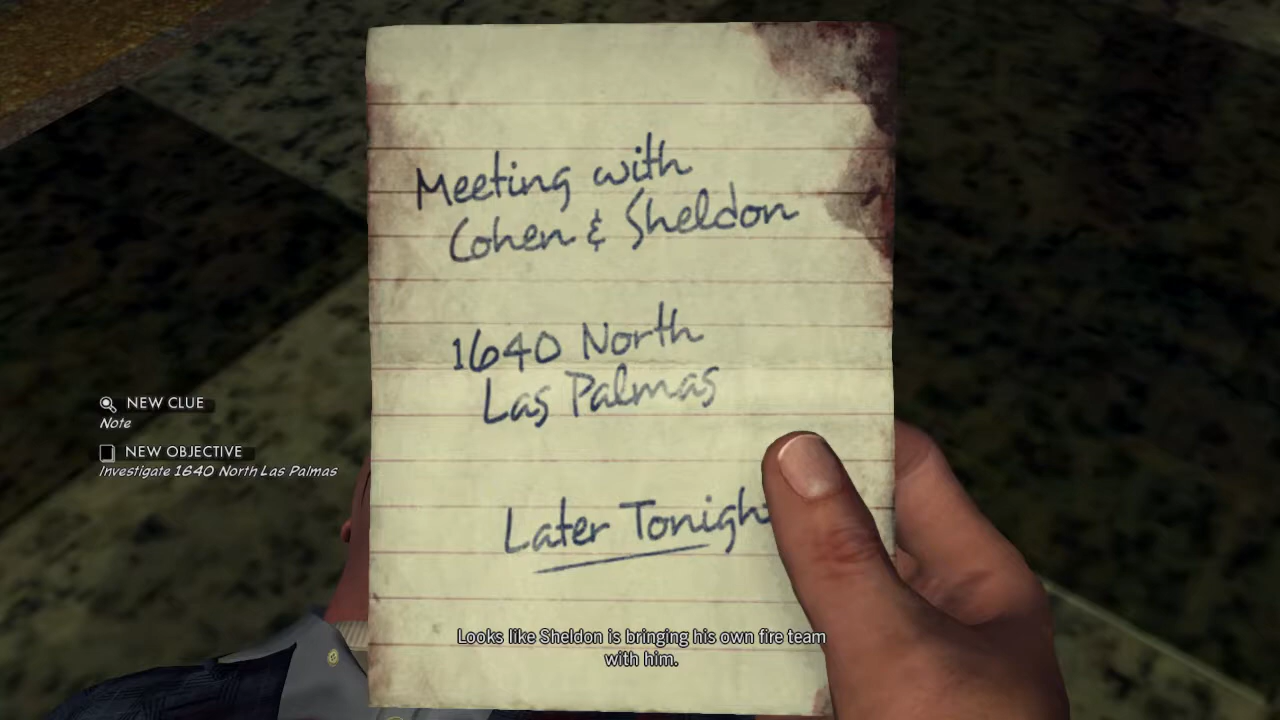 Meeting with
Cohen & Sheldon
1640 North
Las Palmas
Later Tonigh
NEW CLUE
Note
NEW OBJECTIVE
Investigate 1640 North Las Palmas
Looks like Sheldon is bringing his own fire team
with him.